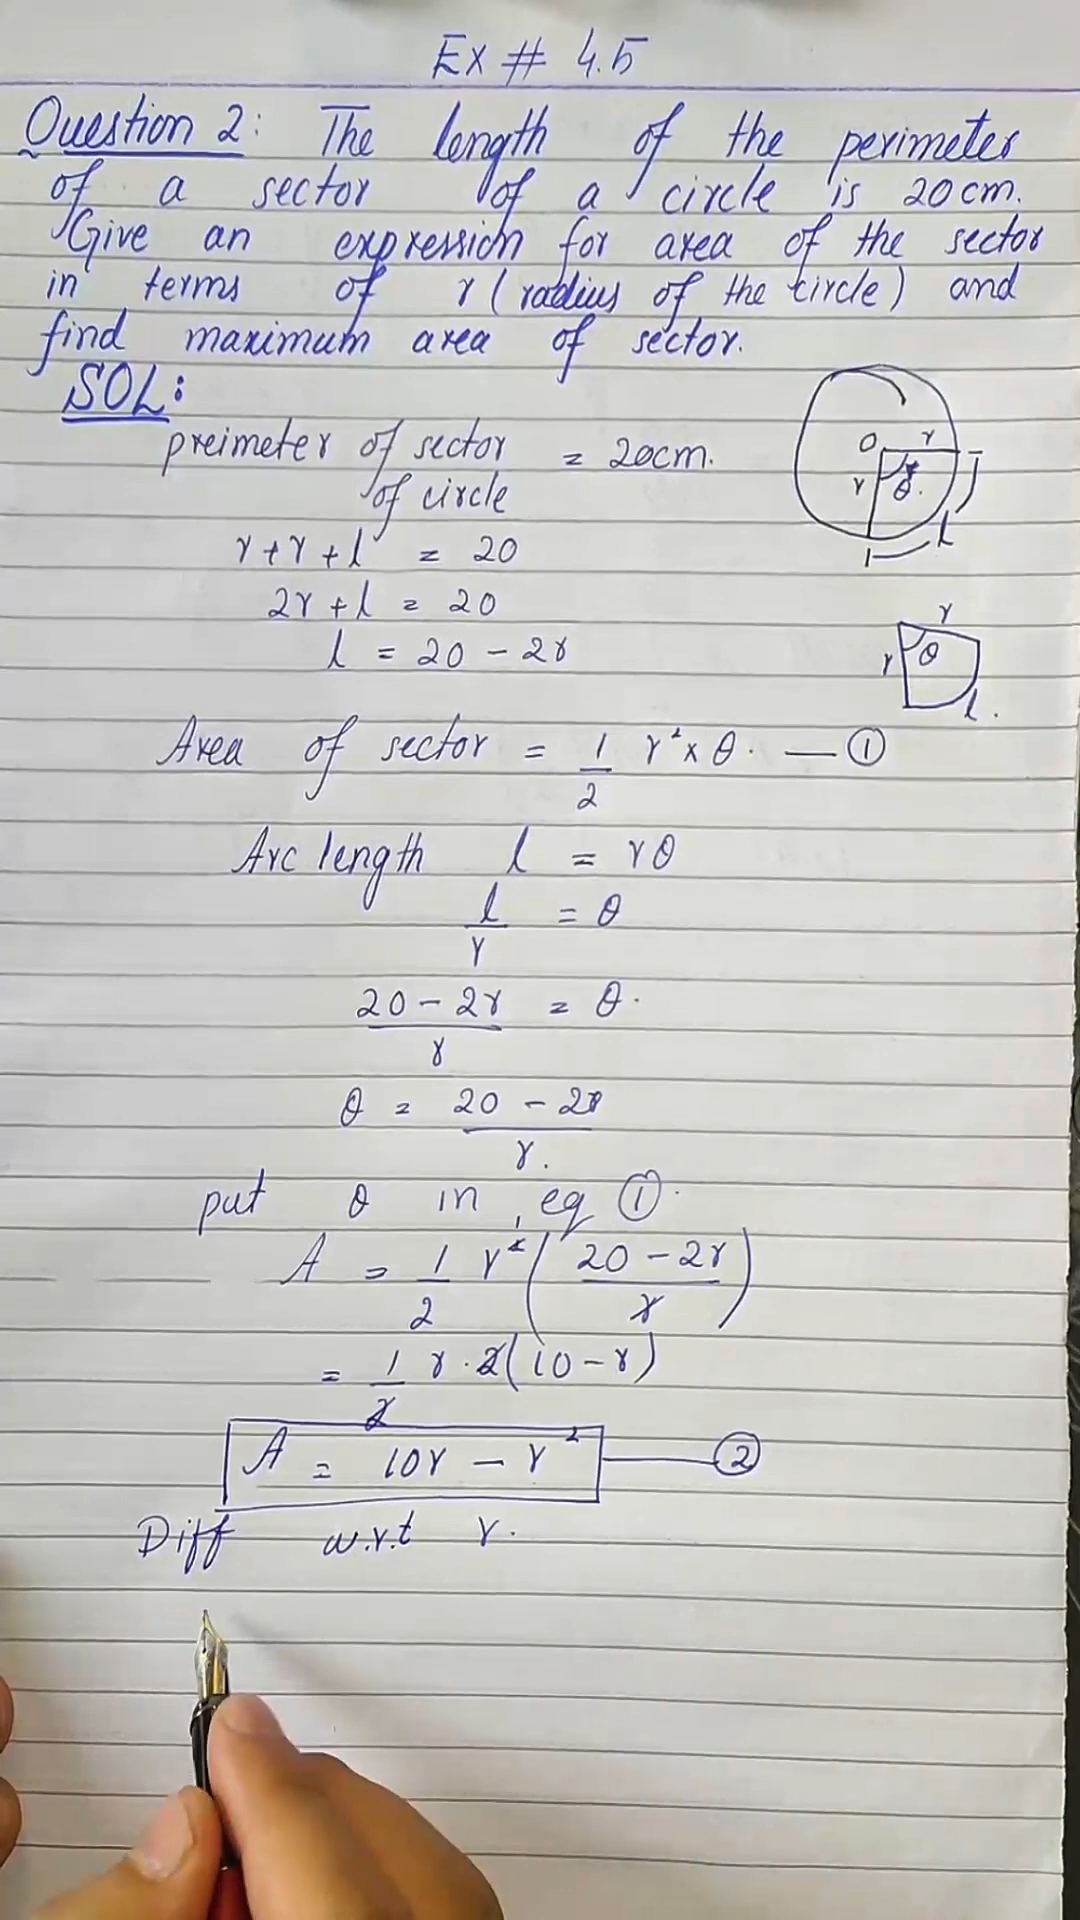 Ex # 4.5
Question 2: The length of the perimeter
of a sector of a circle is 20cm.
Give an expression for area of the sector
in terms of r (radius of the circle) and
find maximum area of sector.
SOL:
preimeter of sector = 20cm.
of circle
r + r + l = 20
2r + l = 20
l = 20 - 2r
O r
r θ.
l
r
r θ
l.
Area of sector = 1/2 r² × θ. — ①
Arc length l = rθ
l/r = θ
20 - 2r / r = θ.
θ = 20 - 2r / r.
put θ in eq ①.
A = 1/2 r² ( 20 - 2r / r )
= 1/2 r . 2(10 - r)
A = 10r - r² — ②
Diff w.r.t r.